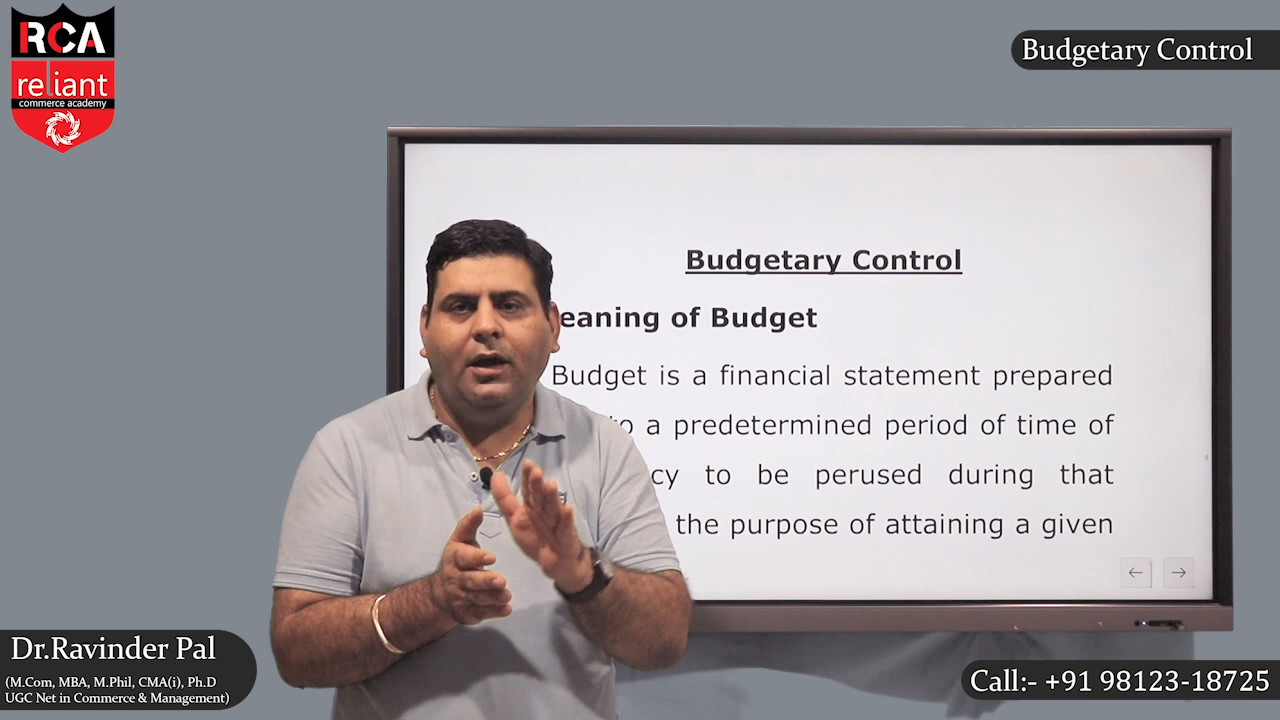 RCA
reliant
commerce academy
Budgetary Control
Budgetary Control
eaning of Budget
Budget is a financial statement prepared
to a predetermined period of time of
cy to be perused during that
the purpose of attaining a given
Dr.Ravinder Pal
(M.Com, MBA, M.Phil, CMA(i), Ph.D
UGC Net in Commerce & Management)
Call:- +91 98123-18725